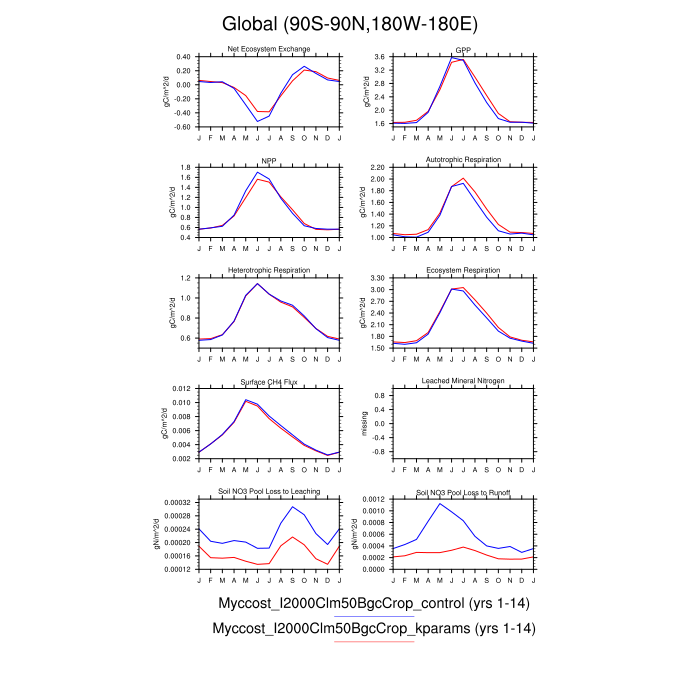 Global (90S-90N,180W-180E)
Net Ecosystem Exchange
GPP
gC/m^2/d
0.40
0.20
0.00
-0.20
-0.40
-0.60
J F M A M J J A S O N D J
gC/m^2/d
3.6
3.2
2.8
2.4
2.0
1.6
J F M A M J J A S O N D J
NPP
Autotrophic Respiration
gC/m^2/d
1.8
1.6
1.4
1.2
1.0
0.8
0.6
0.4
J F M A M J J A S O N D J
gC/m^2/d
2.20
2.00
1.80
1.60
1.40
1.20
1.00
J F M A M J J A S O N D J
Heterotrophic Respiration
Ecosystem Respiration
gC/m^2/d
1.2
1.0
0.8
0.6
J F M A M J J A S O N D J
gC/m^2/d
3.30
3.00
2.70
2.40
2.10
1.80
1.50
J F M A M J J A S O N D J
Surface CH4 Flux
Leached Mineral Nitrogen
gC/m^2/d
0.012
0.010
0.008
0.006
0.004
0.002
J F M A M J J A S O N D J
missing
0.8
0.4
0.0
-0.4
-0.8
J F M A M J J A S O N D J
Soil NO3 Pool Loss to Leaching
Soil NO3 Pool Loss to Runoff
gN/m^2/d
0.00032
0.00028
0.00024
0.00020
0.00016
0.00012
J F M A M J J A S O N D J
gN/m^2/d
0.0012
0.0010
0.0008
0.0006
0.0004
0.0002
0.0000
J F M A M J J A S O N D J
Myccost_I2000Clm50BgcCrop_control (yrs 1-14)
Myccost_I2000Clm50BgcCrop_kparams (yrs 1-14)